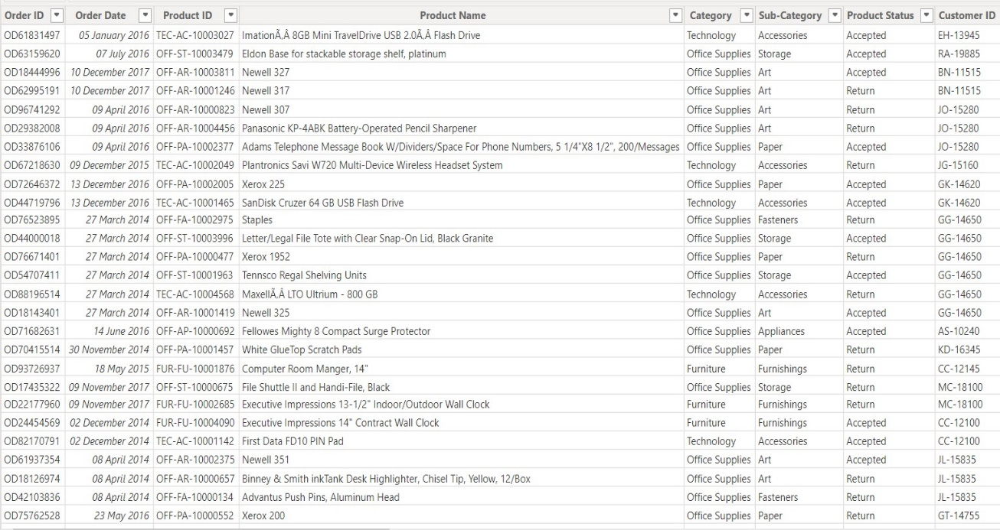 Order ID Order Date Product ID Product Name Category Sub-Category Product Status Customer ID
OD61831497 05 January 2016 TEC-AC-10003027 ImationÃ‚Â 8GB Mini TravelDrive USB 2.0Ã‚Â Flash Drive Technology Accessories Accepted EH-13945
OD63159620 07 July 2016 OFF-ST-10003479 Eldon Base for stackable storage shelf, platinum Office Supplies Storage Accepted RA-19885
OD18444996 10 December 2017 OFF-AR-10003811 Newell 327 Office Supplies Art Accepted BN-11515
OD62995191 10 December 2017 OFF-AR-10001246 Newell 317 Office Supplies Art Return BN-11515
OD96741292 09 April 2016 OFF-AR-10000823 Newell 307 Office Supplies Art Return JO-15280
OD29382008 09 April 2016 OFF-AR-10004456 Panasonic KP-4ABK Battery-Operated Pencil Sharpener Office Supplies Art Return JO-15280
OD33876106 09 April 2016 OFF-PA-10002377 Adams Telephone Message Book W/Dividers/Space For Phone Numbers, 5 1/4"X8 1/2", 200/Messages Office Supplies Paper Accepted JO-15280
OD67218630 09 December 2015 TEC-AC-10002049 Plantronics Savi W720 Multi-Device Wireless Headset System Technology Accessories Return JG-15160
OD72646372 13 December 2016 OFF-PA-10002005 Xerox 225 Office Supplies Paper Accepted GK-14620
OD44719796 13 December 2016 TEC-AC-10001465 SanDisk Cruzer 64 GB USB Flash Drive Technology Accessories Accepted GK-14620
OD76523895 27 March 2014 OFF-FA-10002975 Staples Office Supplies Fasteners Return GG-14650
OD44000018 27 March 2014 OFF-ST-10003996 Letter/Legal File Tote with Clear Snap-On Lid, Black Granite Office Supplies Storage Accepted GG-14650
OD76671401 27 March 2014 OFF-PA-10000477 Xerox 1952 Office Supplies Paper Return GG-14650
OD54707411 27 March 2014 OFF-ST-10001963 Tennsco Regal Shelving Units Office Supplies Storage Accepted GG-14650
OD88196514 27 March 2014 TEC-AC-10004568 MaxellÃ‚Â LTO Ultrium - 800 GB Technology Accessories Return GG-14650
OD18143401 27 March 2014 OFF-AR-10001419 Newell 325 Office Supplies Art Accepted GG-14650
OD71682631 14 June 2016 OFF-AP-10000692 Fellowes Mighty 8 Compact Surge Protector Office Supplies Appliances Accepted AS-10240
OD70415514 30 November 2014 OFF-PA-10001457 White GlueTop Scratch Pads Office Supplies Paper Return KD-16345
OD93726937 18 May 2015 FUR-FU-10001876 Computer Room Manger, 14" Furniture Furnishings Return CC-12145
OD17435322 09 November 2017 OFF-ST-10000675 File Shuttle II and Handi-File, Black Office Supplies Storage Return MC-18100
OD22177960 09 November 2017 FUR-FU-10002685 Executive Impressions 13-1/2" Indoor/Outdoor Wall Clock Furniture Furnishings Return MC-18100
OD24454569 02 December 2014 FUR-FU-10004090 Executive Impressions 14" Contract Wall Clock Furniture Furnishings Accepted CC-12100
OD82170791 02 December 2014 TEC-AC-10001142 First Data FD10 PIN Pad Technology Accessories Accepted CC-12100
OD61937354 08 April 2014 OFF-AR-10002375 Newell 351 Office Supplies Art Accepted JL-15835
OD18126974 08 April 2014 OFF-AR-10000657 Binney & Smith inkTank Desk Highlighter, Chisel Tip, Yellow, 12/Box Office Supplies Art Return JL-15835
OD42103836 08 April 2014 OFF-FA-10000134 Advantus Push Pins, Aluminum Head Office Supplies Fasteners Return JL-15835
OD75762528 23 May 2016 OFF-PA-10000552 Xerox 200 Office Supplies Paper Return GT-14755